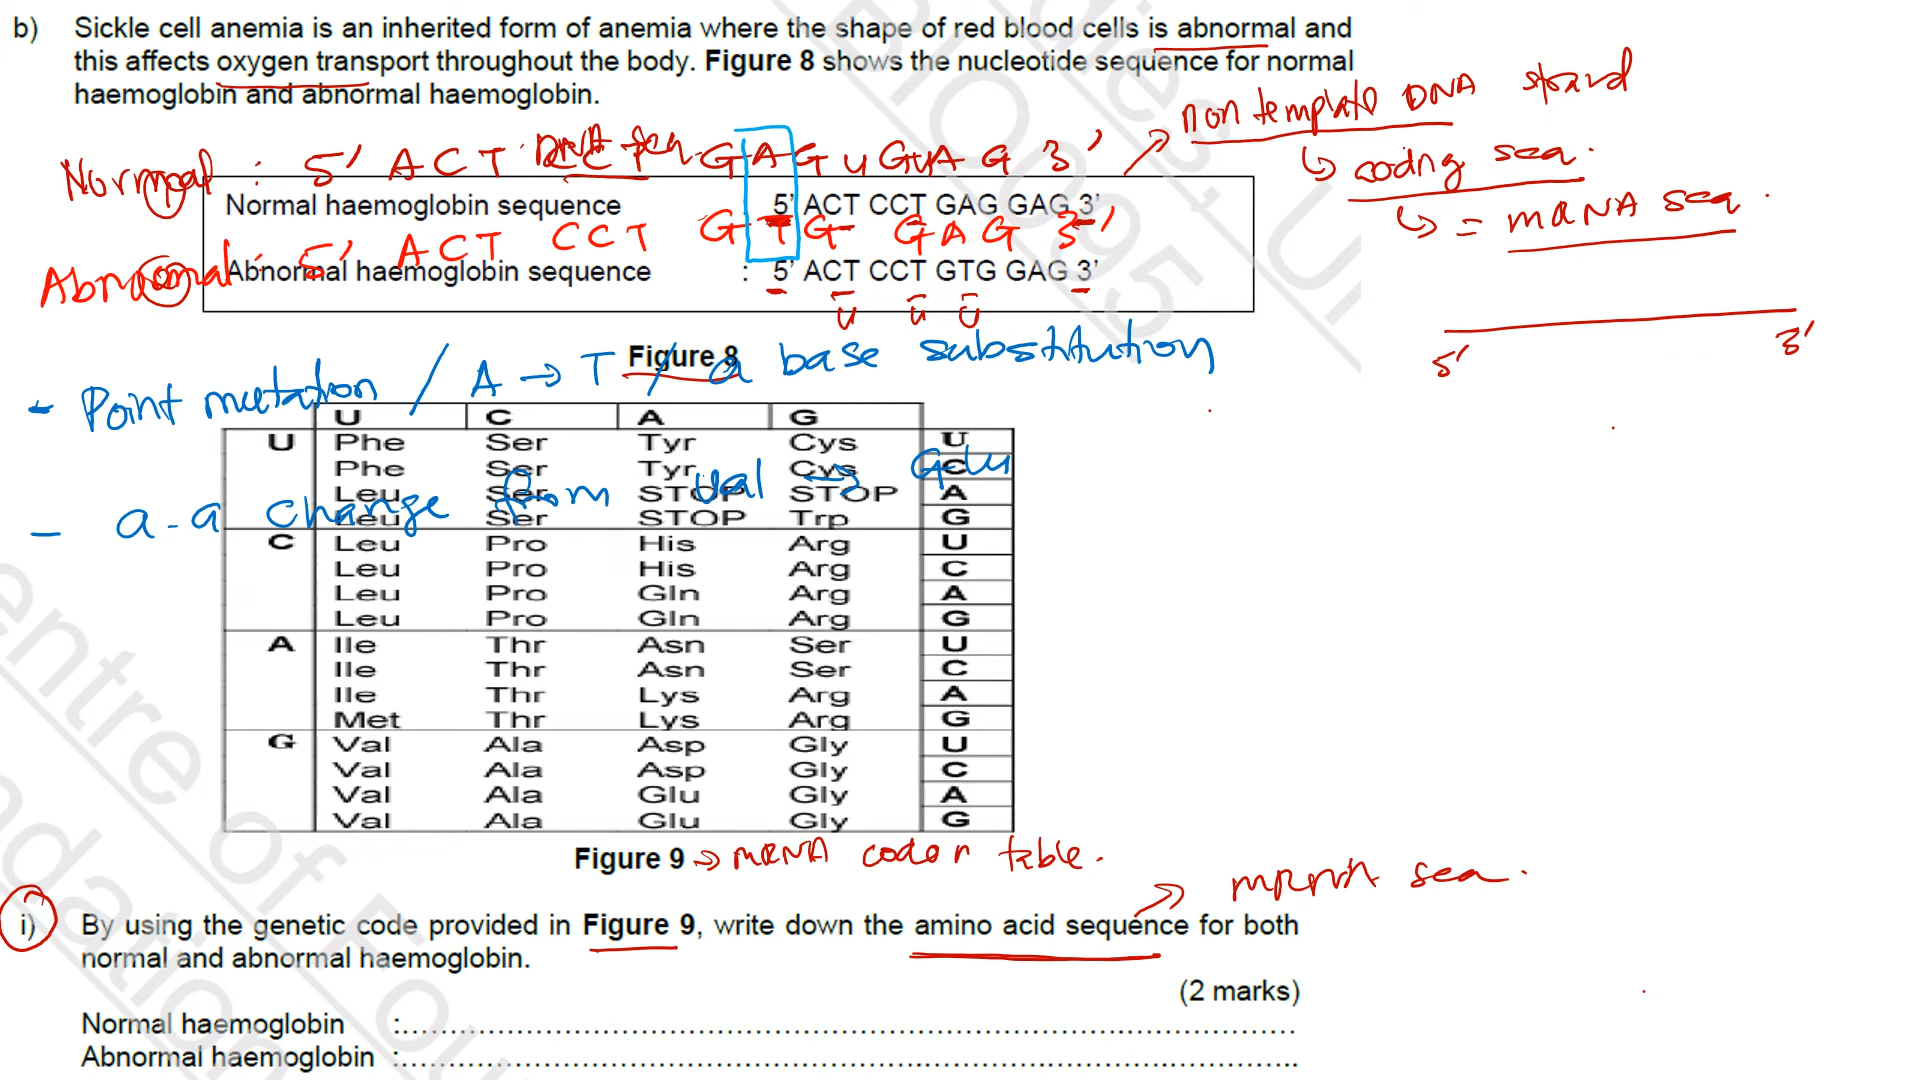 b) Sickle cell anemia is an inherited form of anemia where the shape of red blood cells is abnormal and
this affects oxygen transport throughout the body. Figure 8 shows the nucleotide sequence for normal
haemoglobin and abnormal haemoglobin.
non template DNA strand
↳ coding seq.
↳ = mRNA seq.
5' 3'
Normal : 5' ACT GAG 3'
Normal haemoglobin sequence 5' ACT CCT GAG GAG 3'
Abnormal : 5' ACT CCT GTG GAG 3'
Abnormal haemoglobin sequence : 5' ACT CCT GTG GAG 3'
U U U
Figure 8
- Point mutation / A → T / a base substitution
- a-a change from val → Glu
U C A G
U Phe Ser Tyr Cys U
Phe Ser Tyr Cys C
Leu Ser STOP STOP A
Leu Ser STOP Trp G
C Leu Pro His Arg U
Leu Pro His Arg C
Leu Pro Gln Arg A
Leu Pro Gln Arg G
A Ile Thr Asn Ser U
Ile Thr Asn Ser C
Ile Thr Lys Arg A
Met Thr Lys Arg G
G Val Ala Asp Gly U
Val Ala Asp Gly C
Val Ala Glu Gly A
Val Ala Glu Gly G
Figure 9 → mRNA codon table.
→ mRNA seq.
i) By using the genetic code provided in Figure 9, write down the amino acid sequence for both
normal and abnormal haemoglobin.
(2 marks)
Normal haemoglobin :
Abnormal haemoglobin :